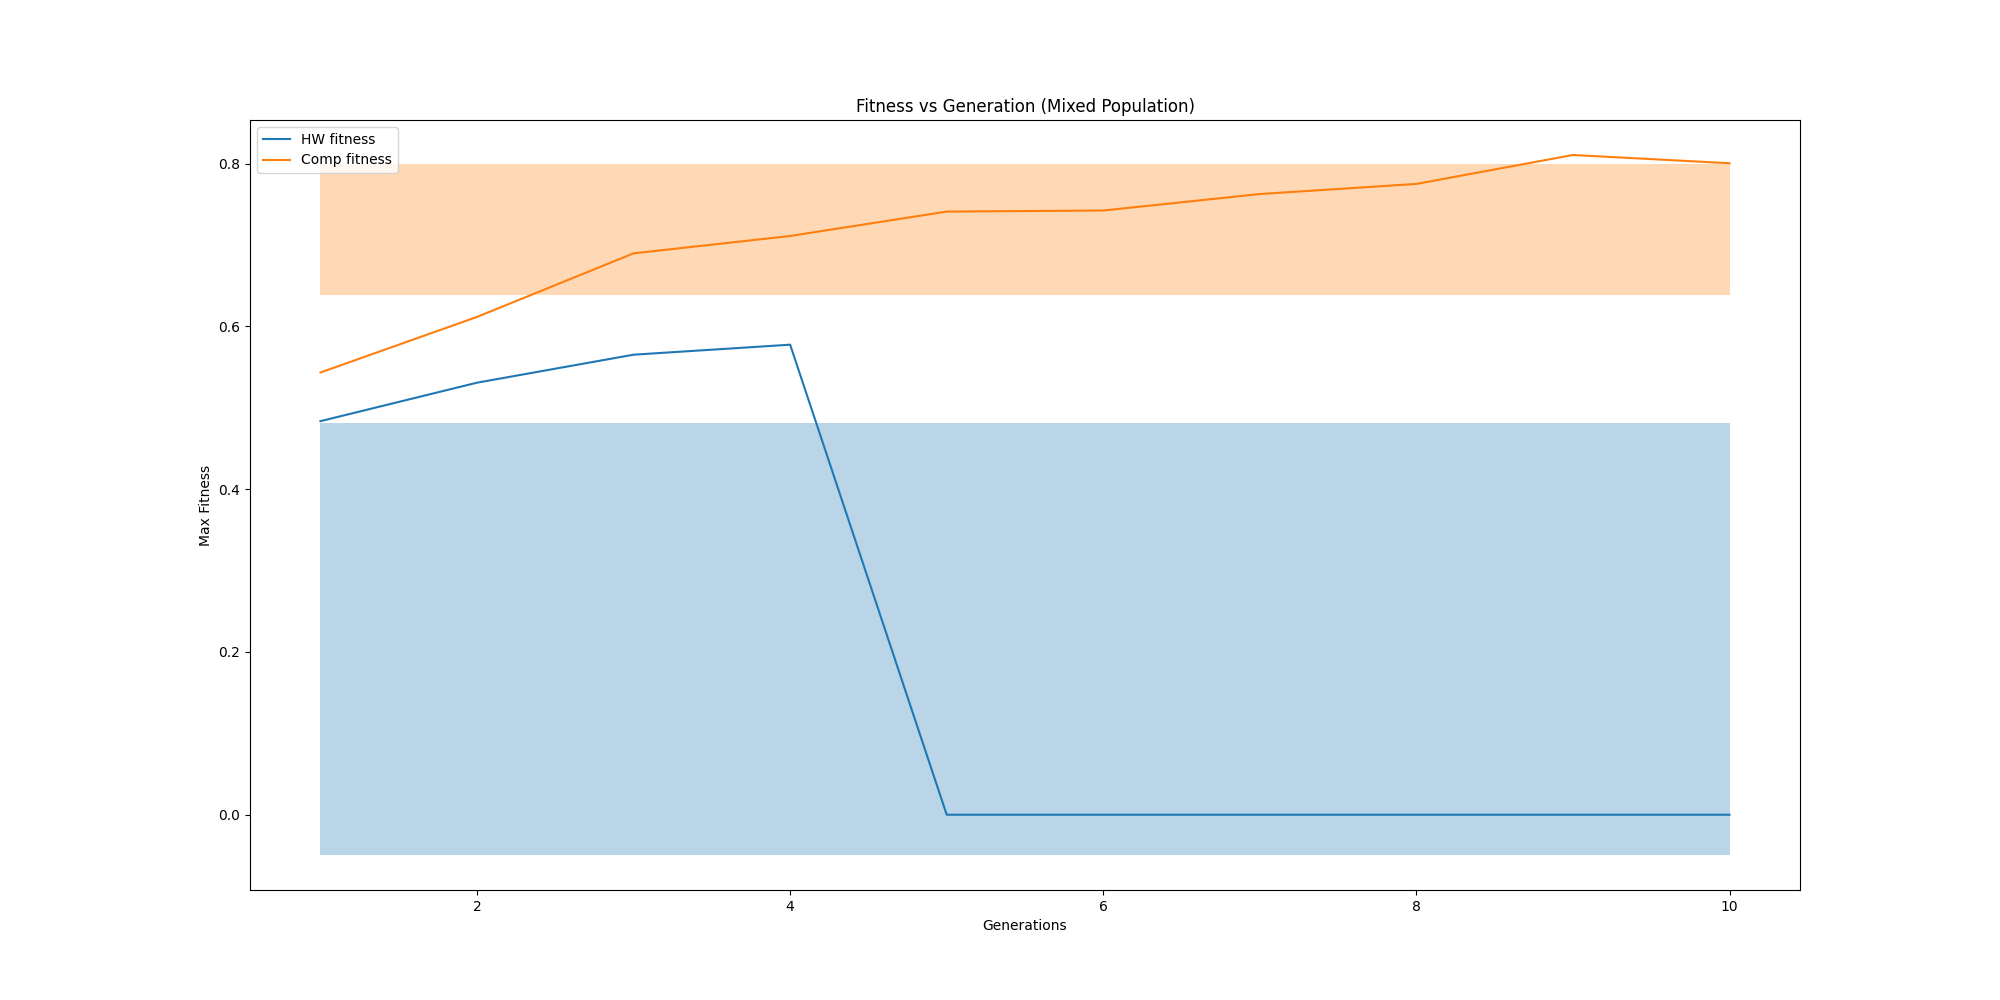 Fitness vs Generation (Mixed Population)
HW fitness
Comp fitness
0.8
0.6
0.4
0.2
0.0
Max Fitness
2 4 6 8 10
Generations